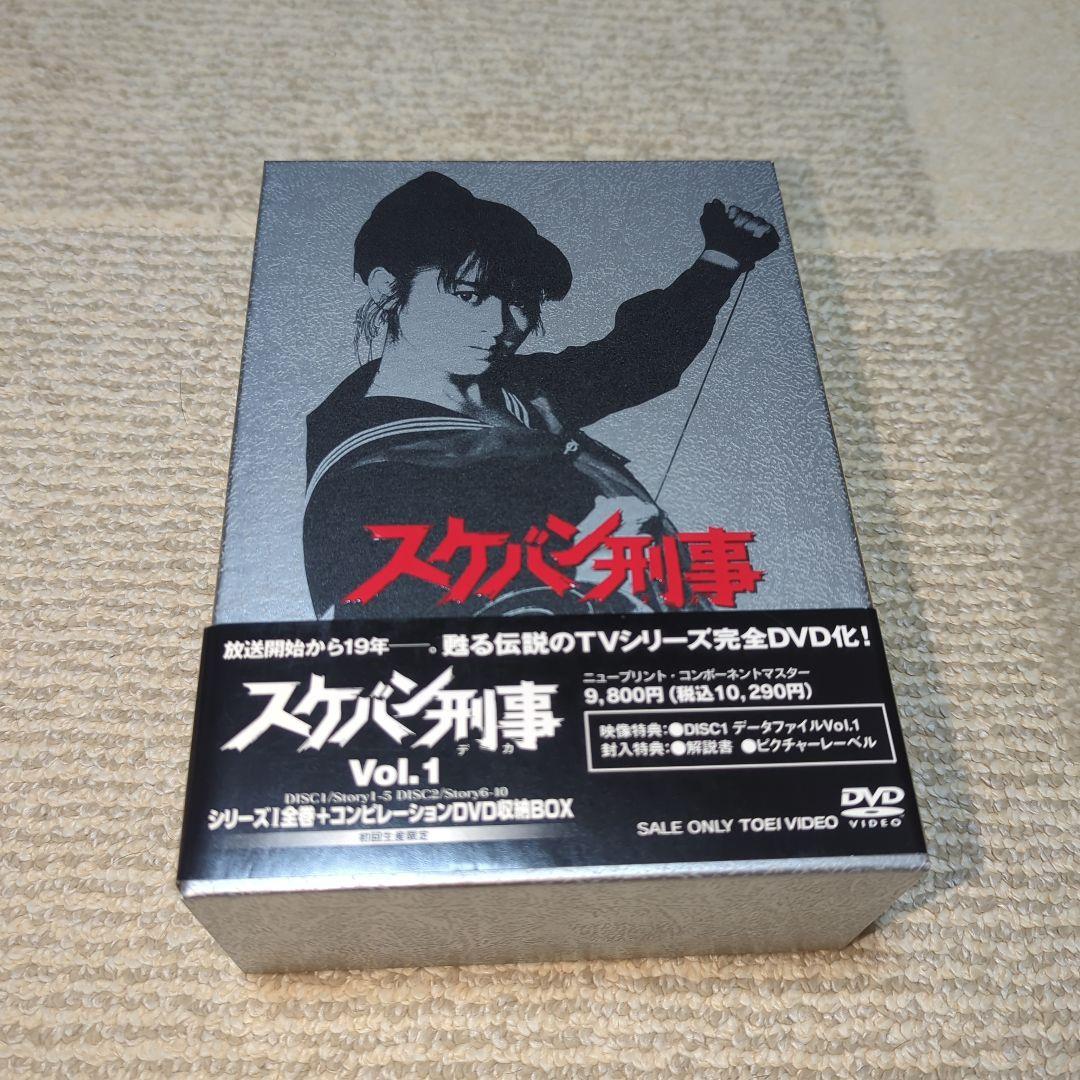 スケバン刑事
放送開始から19年──。甦る伝説のTVシリーズ完全DVD化!
スケバン刑事
デカ
Vol.1
DISC1/Story1-5 DISC2/Story6-10
シリーズI全巻+コンピレーションDVD収納BOX
初回生産限定
ニュープリント・コンポーネントマスター
9,800円(税込10,290円)
映像特典:●DISC1 データファイルVol.1
封入特典:●解説書 ●ピクチャーレーベル
SALE ONLY TOEI VIDEO
DVD
VIDEO